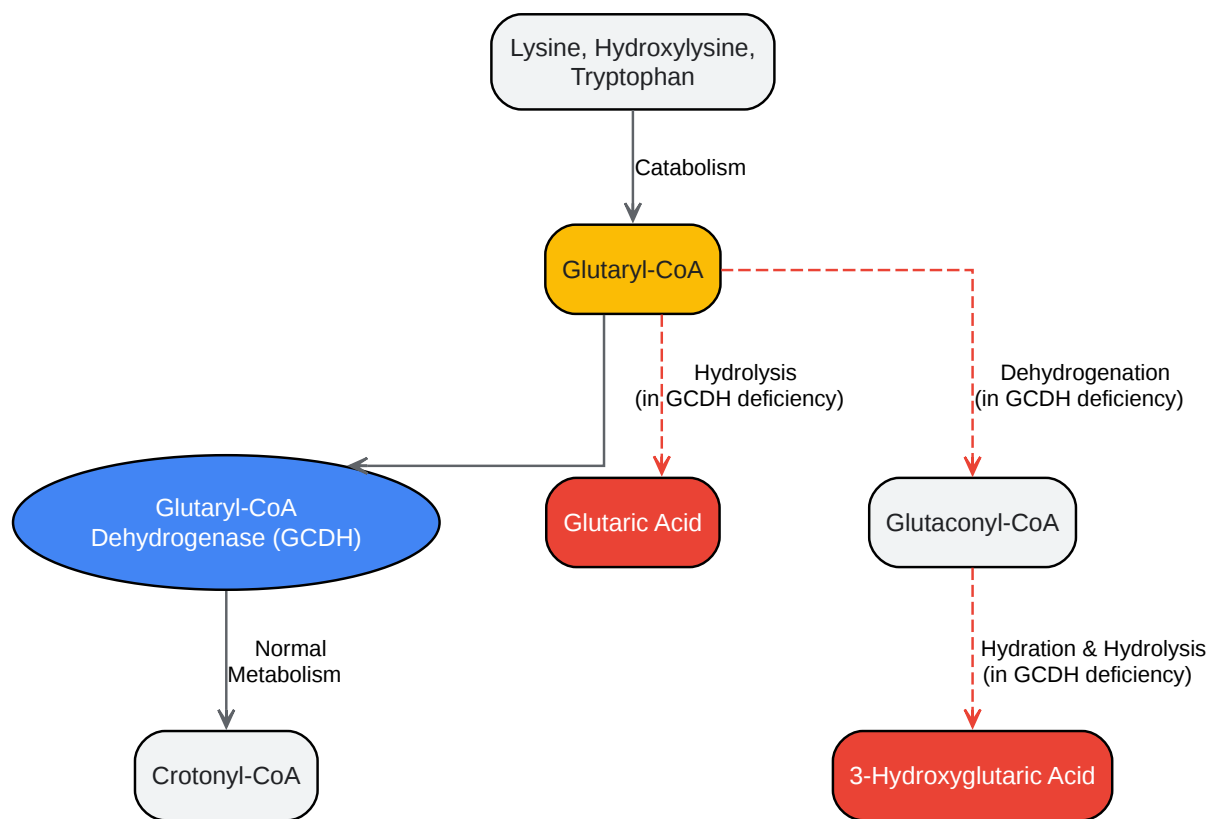 Lysine, Hydroxylysine,
Tryptophan
Catabolism
Glutaryl-CoA
Hydrolysis
(in GCDH deficiency)
Dehydrogenation
(in GCDH deficiency)
Glutaryl-CoA
Dehydrogenase (GCDH)
Glutaric Acid
Glutaconyl-CoA
Normal
Metabolism
Hydration & Hydrolysis
(in GCDH deficiency)
Crotonyl-CoA
3-Hydroxyglutaric Acid